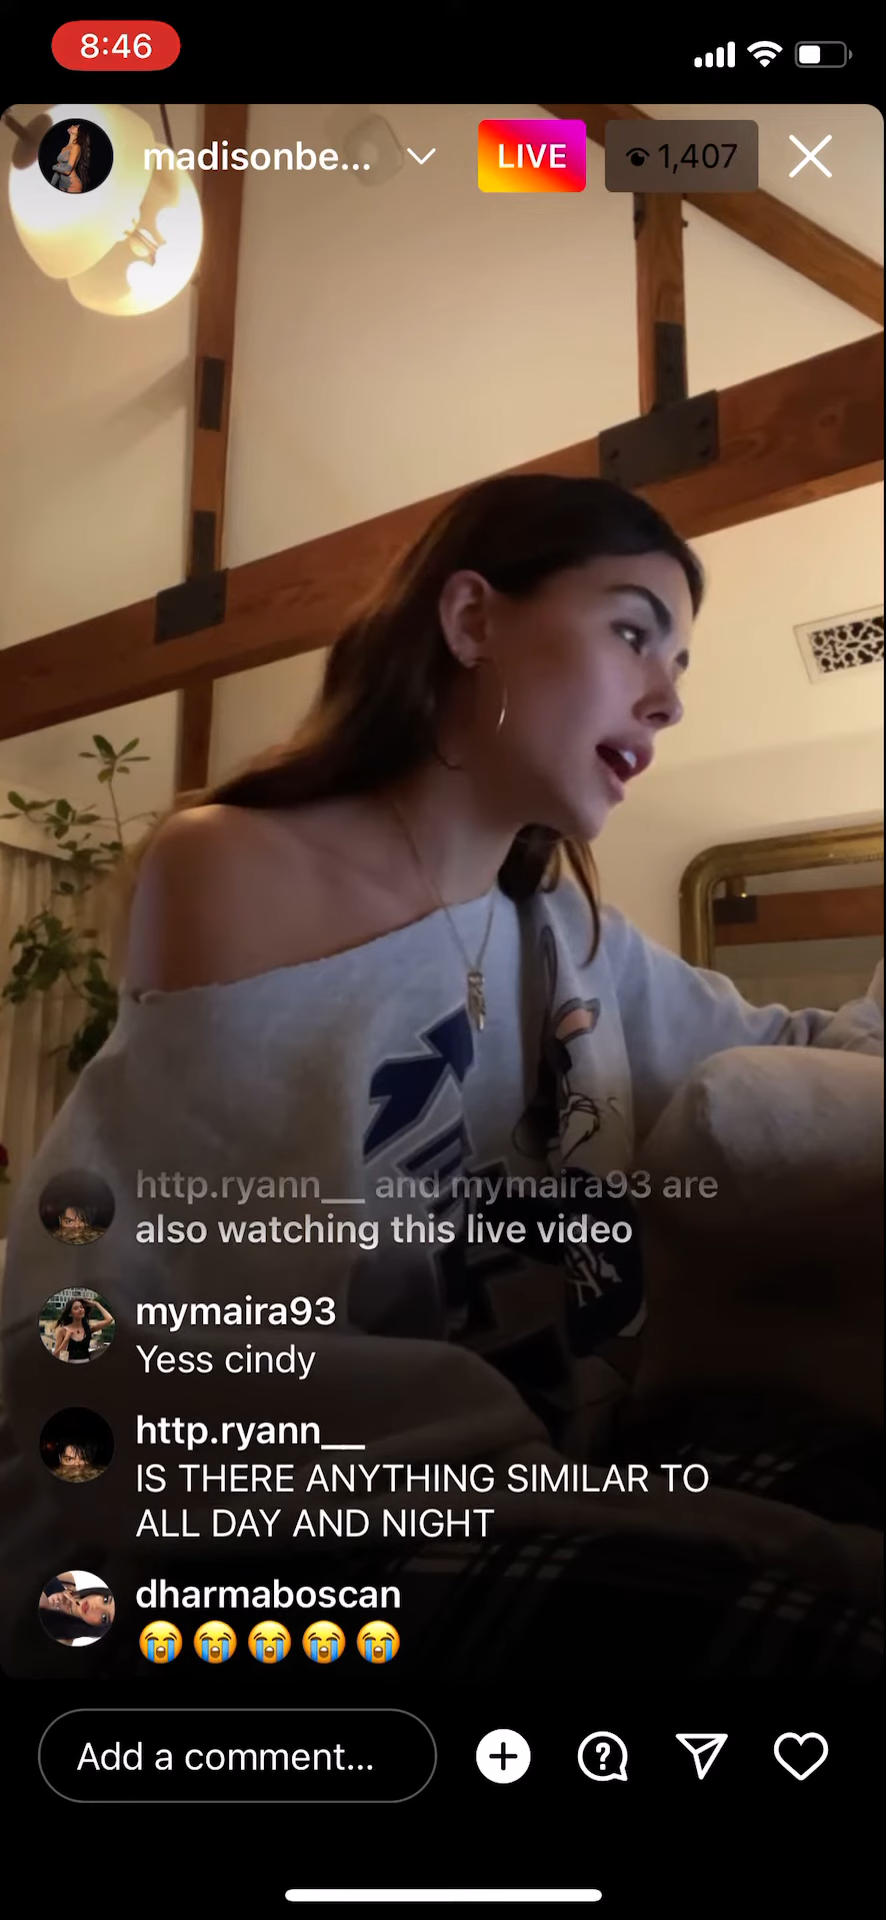 8:46
madisonbe...
LIVE
1,407
http.ryann__ and mymaira93 are
also watching this live video
mymaira93
Yess cindy
http.ryann__
IS THERE ANYTHING SIMILAR TO
ALL DAY AND NIGHT
dharmaboscan
😭😭😭😭😭
Add a comment...